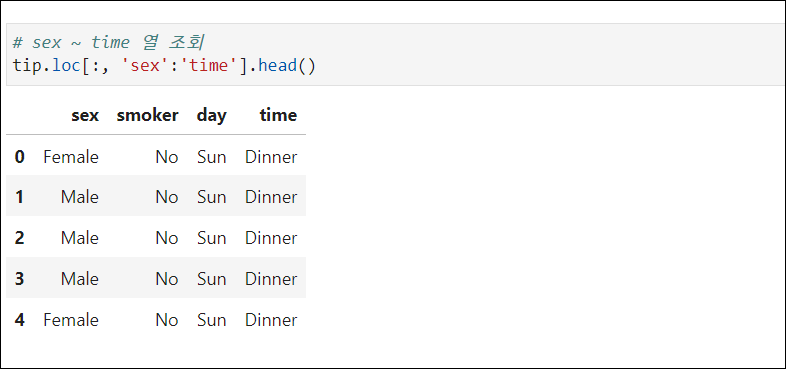 # sex ~ time 열 조회
tip.loc[:, 'sex':'time'].head()
sex smoker day time
0 Female No Sun Dinner
1 Male No Sun Dinner
2 Male No Sun Dinner
3 Male No Sun Dinner
4 Female No Sun Dinner